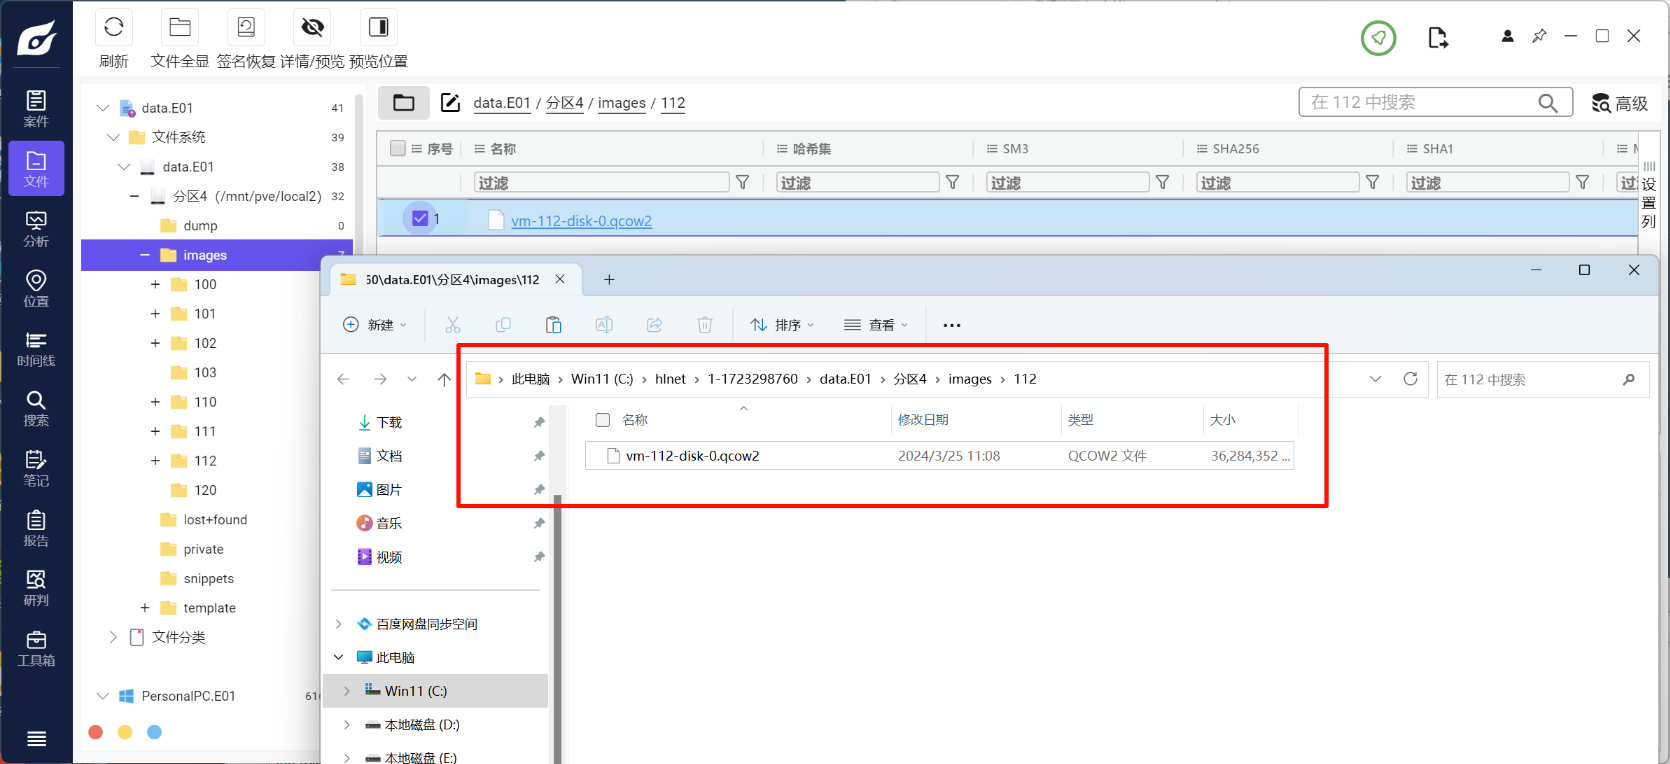 刷新
文件全显
签名恢复
详情/预览
预览位置
案件
文件
分析
位置
时间线
搜索
笔记
报告
研判
工具箱
data.E01 41
文件系统 39
data.E01 38
分区4 (/mnt/pve/local2) 32
dump 0
images 7
100
101
102
103
110
111
112
120
lost+found
private
snippets
template
文件分类
PersonalPC.E01
data.E01 / 分区4 / images / 112
在 112 中搜索
高级
序号 名称 哈希集 SM3 SHA256 SHA1
过滤 过滤 过滤 过滤 过滤
设置列
1 vm-112-disk-0.qcow2
60\data.E01\分区4\images\112
新建
排序
查看
此电脑 › Win11 (C:) › hlnet › 1-1723298760 › data.E01 › 分区4 › images › 112
在 112 中搜索
下载
文档
图片
音乐
视频
百度网盘同步空间
此电脑
Win11 (C:)
本地磁盘 (D:)
本地磁盘 (E:)
名称 修改日期 类型 大小
vm-112-disk-0.qcow2 2024/3/25 11:08 QCOW2 文件 36,284,352 ...